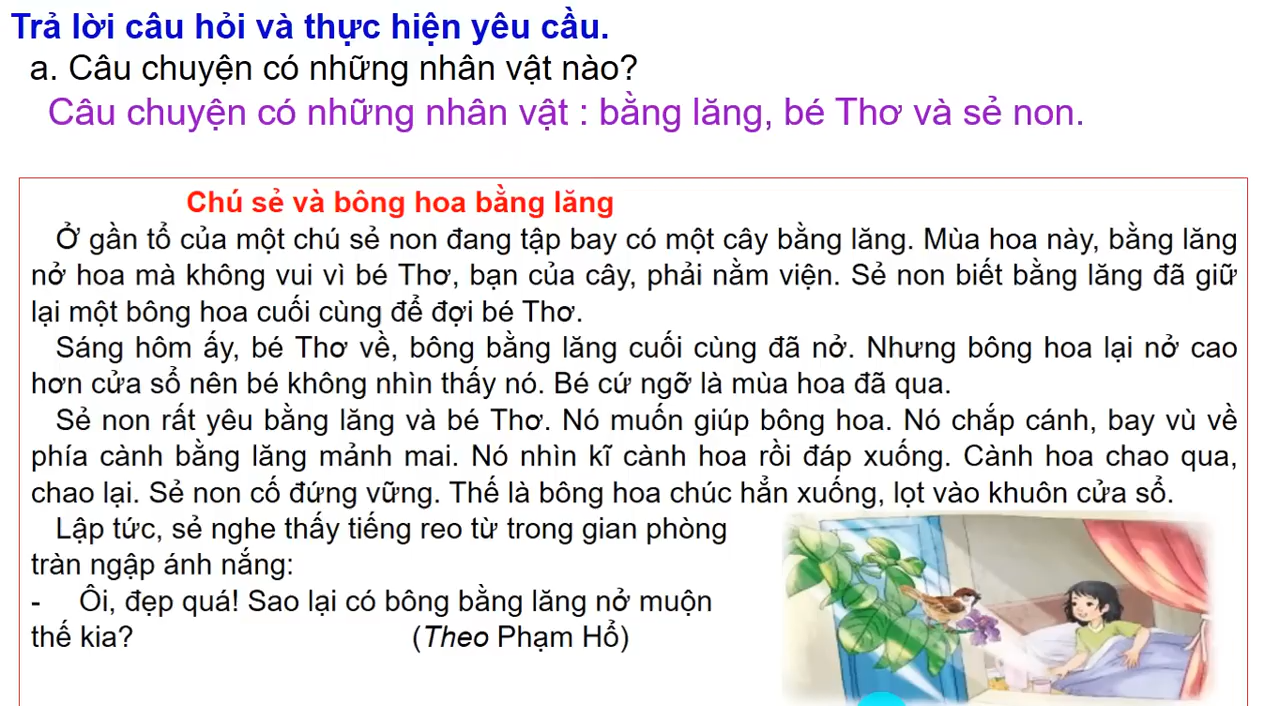 Trả lời câu hỏi và thực hiện yêu cầu.
a. Câu chuyện có những nhân vật nào?
Câu chuyện có những nhân vật : bằng lăng, bé Thơ và sẻ non.
Chú sẻ và bông hoa bằng lăng
Ở gần tổ của một chú sẻ non đang tập bay có một cây bằng lăng. Mùa hoa này, bằng lăng
nở hoa mà không vui vì bé Thơ, bạn của cây, phải nằm viện. Sẻ non biết bằng lăng đã giữ
lại một bông hoa cuối cùng để đợi bé Thơ.
Sáng hôm ấy, bé Thơ về, bông bằng lăng cuối cùng đã nở. Nhưng bông hoa lại nở cao
hơn cửa sổ nên bé không nhìn thấy nó. Bé cứ ngỡ là mùa hoa đã qua.
Sẻ non rất yêu bằng lăng và bé Thơ. Nó muốn giúp bông hoa. Nó chắp cánh, bay vù về
phía cành bằng lăng mảnh mai. Nó nhìn kĩ cành hoa rồi đáp xuống. Cành hoa chao qua,
chao lại. Sẻ non cố đứng vững. Thế là bông hoa chúc hẳn xuống, lọt vào khuôn cửa sổ.
Lập tức, sẻ nghe thấy tiếng reo từ trong gian phòng
tràn ngập ánh nắng:
- Ôi, đẹp quá! Sao lại có bông bằng lăng nở muộn
thế kia? (Theo Phạm Hổ)